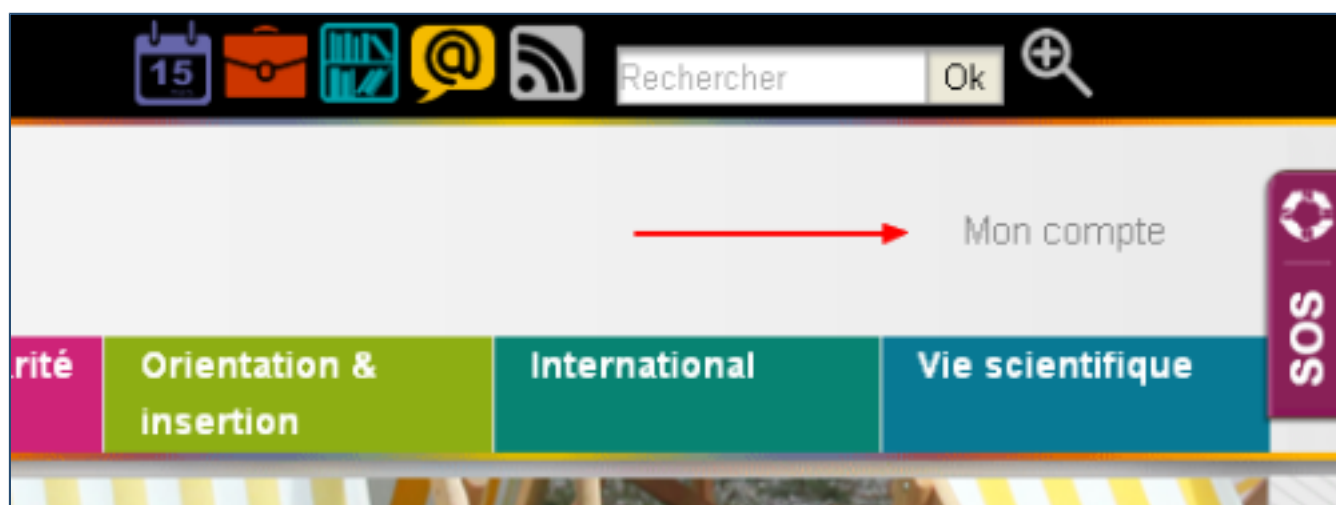 15
Rechercher
Ok
Mon compte
SOS
rité
Orientation &
insertion
International
Vie scientifique